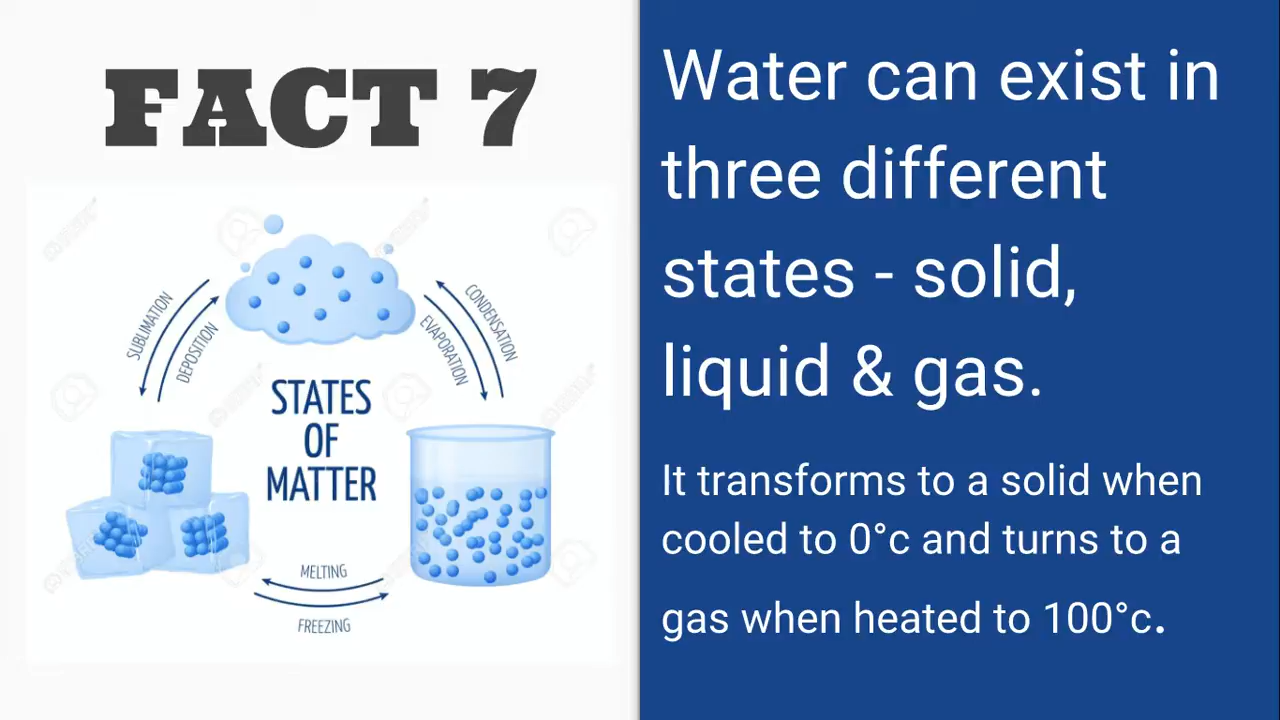 FACT 7
SUBLIMATION
DEPOSITION
CONDENSATION
EVAPORATION
STATES
OF
MATTER
MELTING
FREEZING
Water can exist in
three different
states - solid,
liquid & gas.
It transforms to a solid when
cooled to 0°c and turns to a
gas when heated to 100°c.